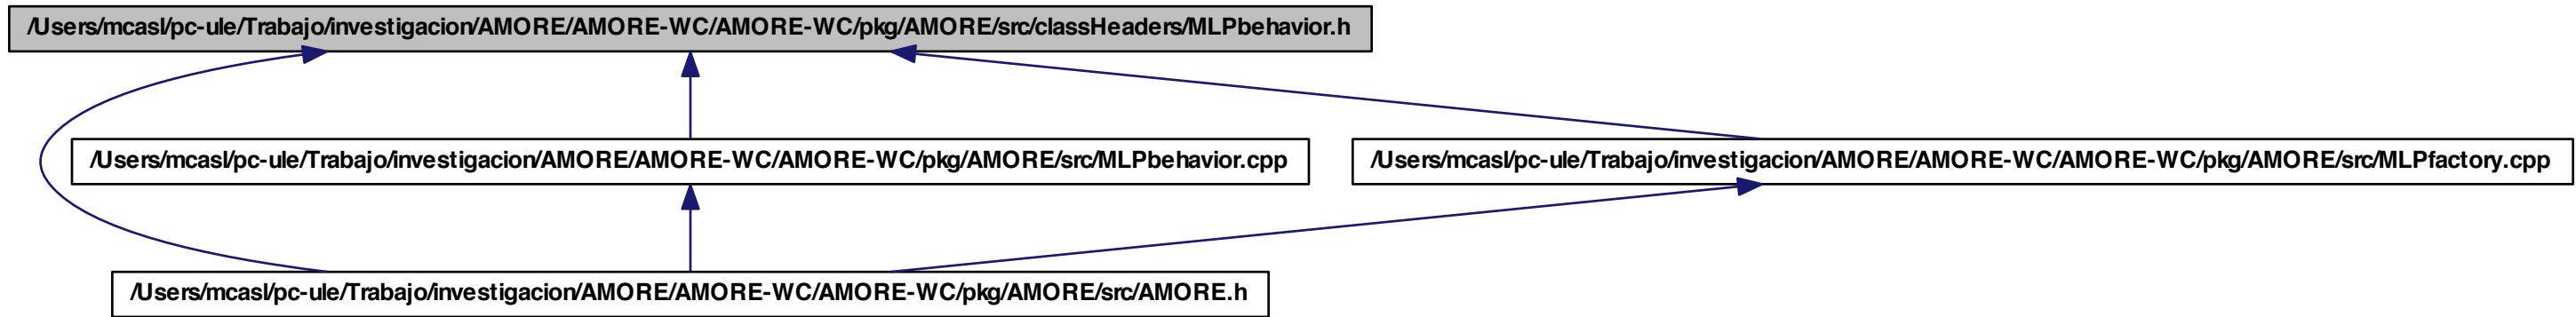 /Users/mcasl/pc-ule/Trabajo/investigacion/AMORE/AMORE-WC/AMORE-WC/pkg/AMORE/src/classHeaders/MLPbehavior.h
/Users/mcasl/pc-ule/Trabajo/investigacion/AMORE/AMORE-WC/AMORE-WC/pkg/AMORE/src/MLPbehavior.cpp
/Users/mcasl/pc-ule/Trabajo/investigacion/AMORE/AMORE-WC/AMORE-WC/pkg/AMORE/src/MLPfactory.cpp
/Users/mcasl/pc-ule/Trabajo/investigacion/AMORE/AMORE-WC/AMORE-WC/pkg/AMORE/src/AMORE.h